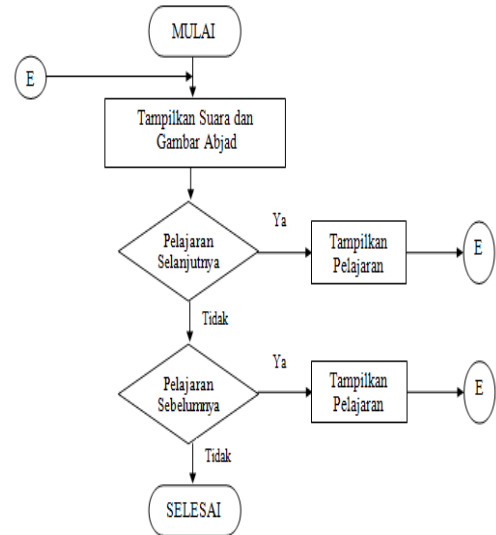 MULAI
E
Tampilkan Suara dan
Gambar Abjad
Pelajaran
Selanjutnya
Ya
Tampilkan
Pelajaran
E
Tidak
Pelajaran
Sebelumnya
Ya
Tampilkan
Pelajaran
E
Tidak
SELESAI